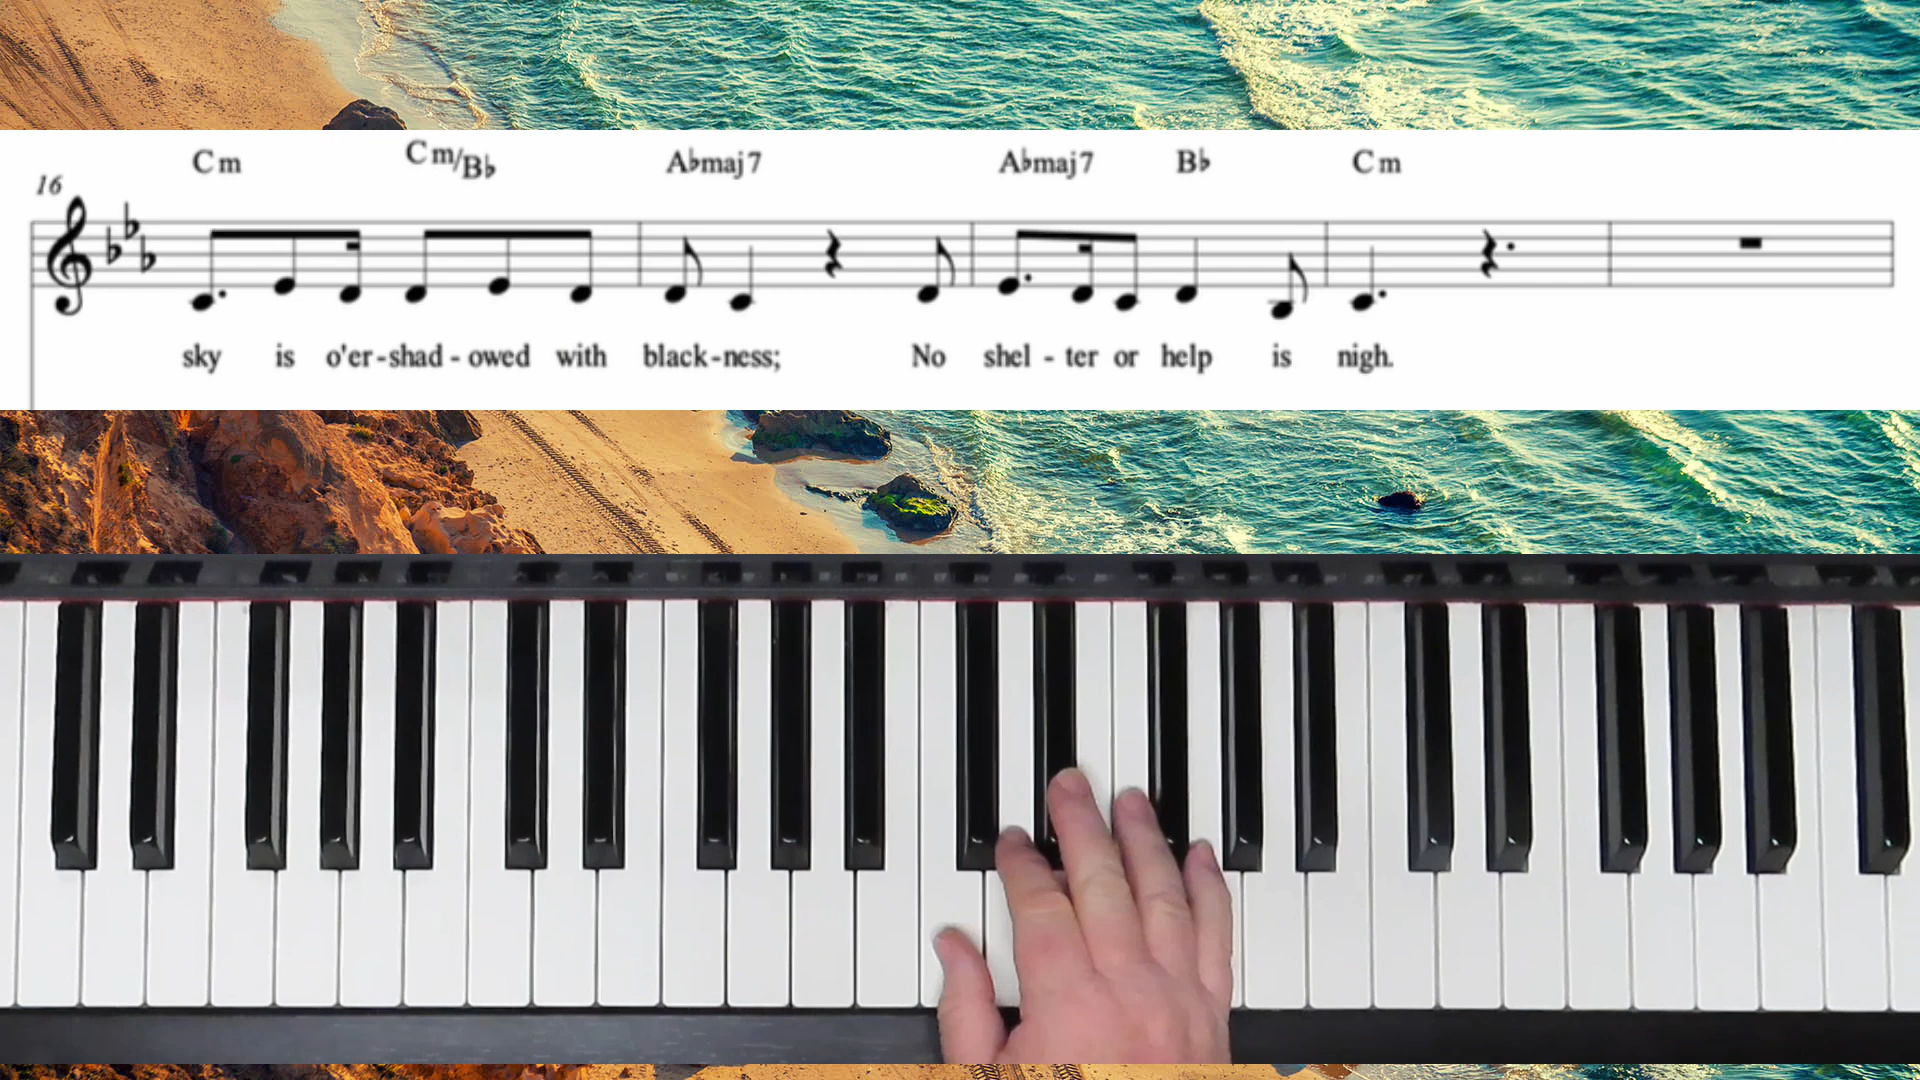 Cm Cm/B♭ A♭maj7 A♭maj7 B♭ Cm
16
sky is o'er-shad-owed with black-ness; No shel-ter or help is nigh.